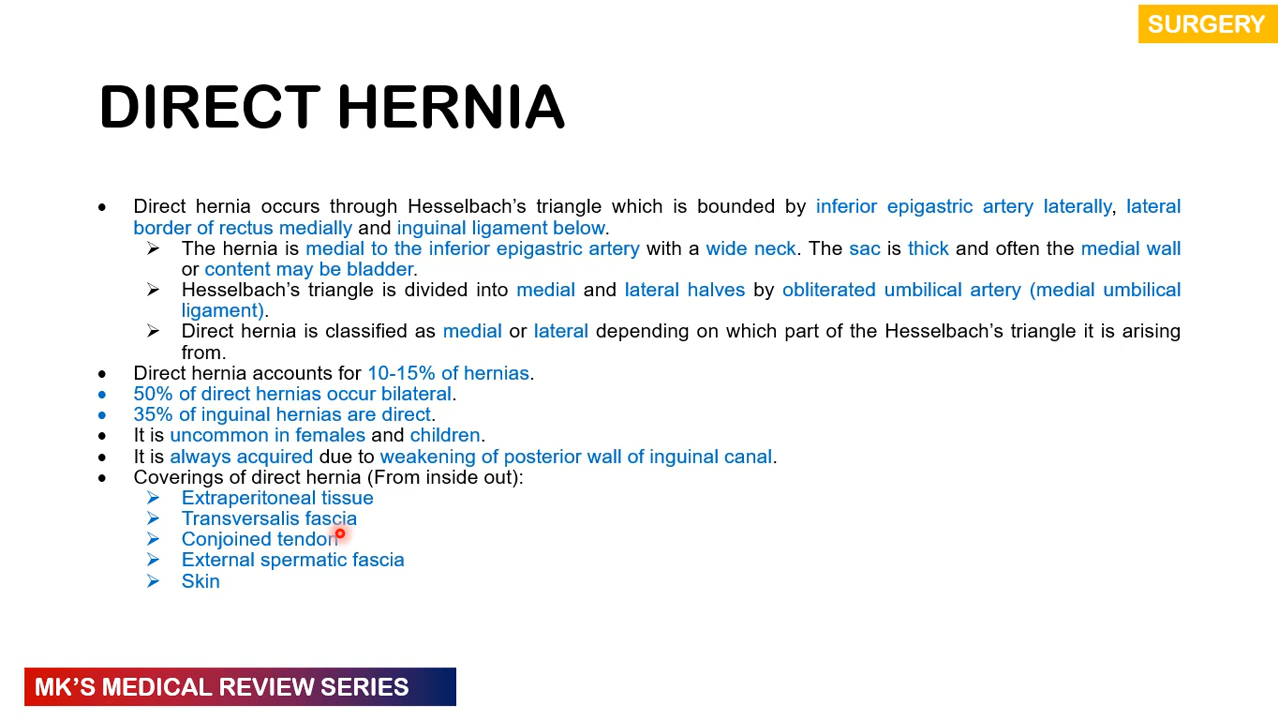 SURGERY
DIRECT HERNIA
• Direct hernia occurs through Hesselbach’s triangle which is bounded by inferior epigastric artery laterally, lateral
border of rectus medially and inguinal ligament below.
➢ The hernia is medial to the inferior epigastric artery with a wide neck. The sac is thick and often the medial wall
or content may be bladder.
➢ Hesselbach’s triangle is divided into medial and lateral halves by obliterated umbilical artery (medial umbilical
ligament).
➢ Direct hernia is classified as medial or lateral depending on which part of the Hesselbach’s triangle it is arising
from.
• Direct hernia accounts for 10-15% of hernias.
• 50% of direct hernias occur bilateral.
• 35% of inguinal hernias are direct.
• It is uncommon in females and children.
• It is always acquired due to weakening of posterior wall of inguinal canal.
• Coverings of direct hernia (From inside out):
➢ Extraperitoneal tissue
➢ Transversalis fascia
➢ Conjoined tendon
➢ External spermatic fascia
➢ Skin
MK’S MEDICAL REVIEW SERIES